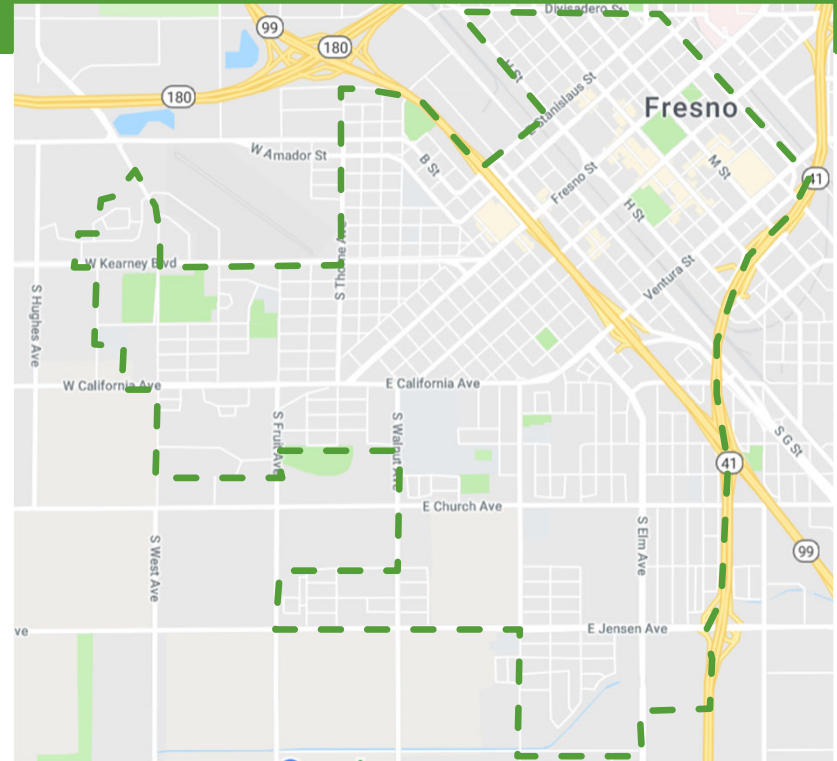 Divisadero St
99
180
180
H St
E Stanislaus St
Fresno
W Amador St
B St
M St
41
Fresno St
H St
W Kearney Blvd
S Thorne Ave
Ventura St
S Hughes Ave
W California Ave
E California Ave
S Fruit Ave
S Walnut Ave
S G St
41
E Church Ave
S West Ave
S Elm Ave
99
ve
E Jensen Ave